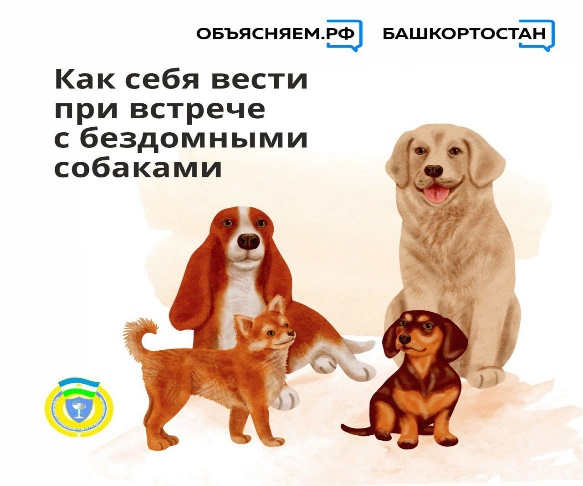 ОБЪЯСНЯЕМ.РФ БАШКОРТОСТАН
Как себя вести
при встрече
с бездомными
собаками